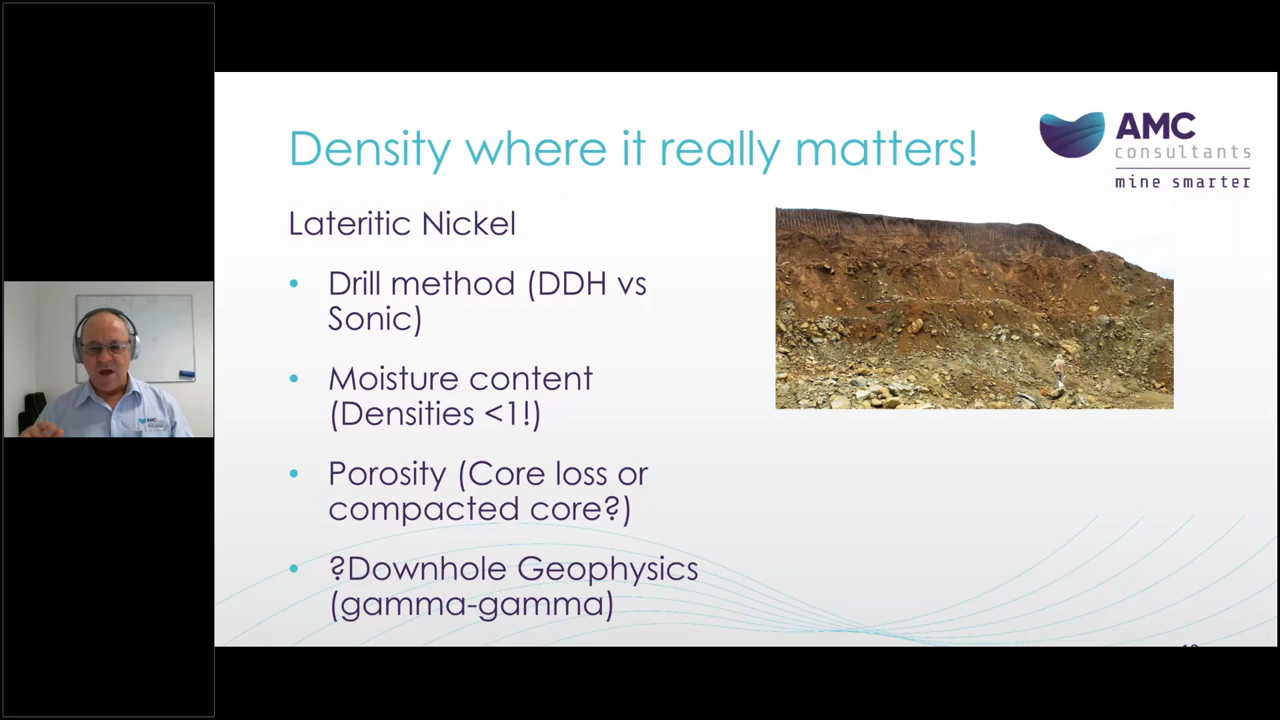 Density where it really matters!
AMC
consultants
mine smarter
Lateritic Nickel
• Drill method (DDH vs
Sonic)
• Moisture content
(Densities <1!)
• Porosity (Core loss or
compacted core?)
• ?Downhole Geophysics
(gamma-gamma)
AMC